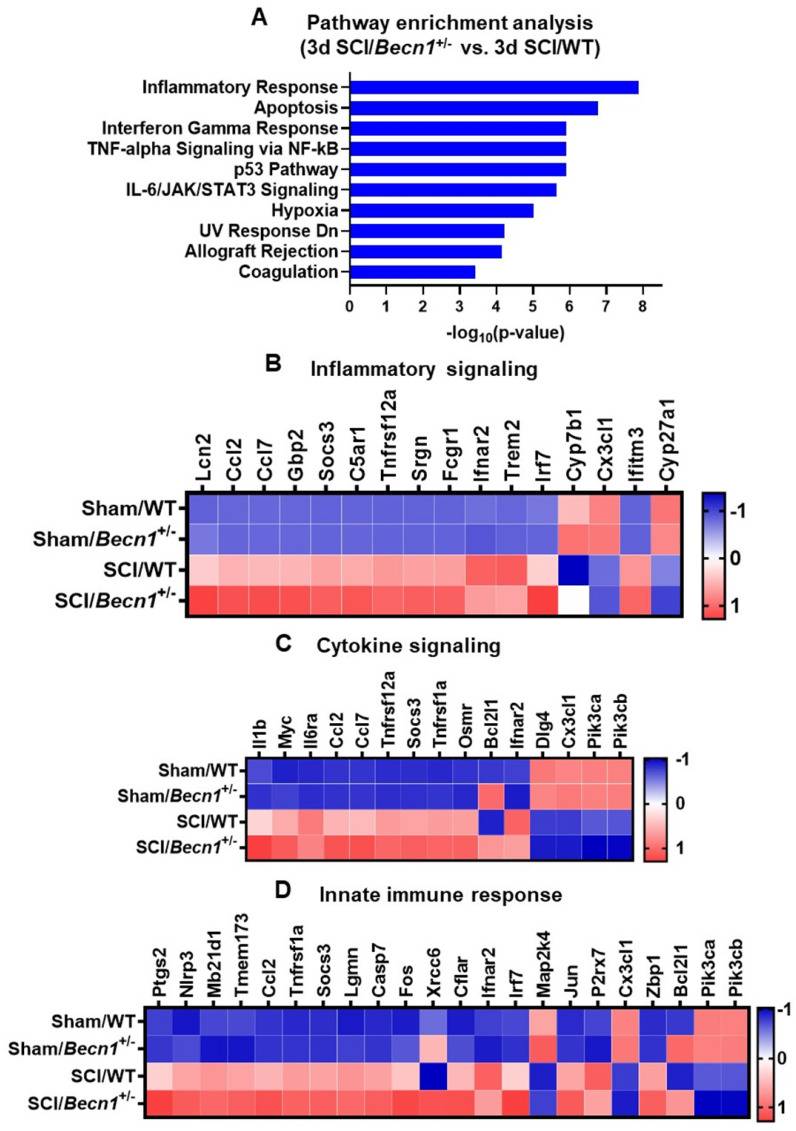 A
Pathway enrichment analysis
(3d SCI/Becn1+/- vs. 3d SCI/WT)
Inflammatory Response
Apoptosis
Interferon Gamma Response
TNF-alpha Signaling via NF-kB
p53 Pathway
IL-6/JAK/STAT3 Signaling
Hypoxia
UV Response Dn
Allograft Rejection
Coagulation
0 1 2 3 4 5 6 7 8
-log10(p-value)
B Inflammatory signaling
Lcn2 Ccl2 Ccl7 Gbp2 Socs3 C5ar1 Tnfrsf12a Srgn Fcgr1 Ifnar2 Trem2 Irf7 Cyp7b1 Cx3cl1 Ifitm3 Cyp27a1
Sham/WT
Sham/Becn1+/-
SCI/WT
SCI/Becn1+/-
-1
0
1
C Cytokine signaling
Il1b Myc Il6ra Ccl2 Ccl7 Tnfrsf12a Socs3 Tnfrsf1a Osmr Bcl2l1 Ifnar2 Dlg4 Cx3cl1 Pik3ca Pik3cb
Sham/WT
Sham/Becn1+/-
SCI/WT
SCI/Becn1+/-
-1
0
1
D Innate immune response
Ptgs2 Nlrp3 Mb21d1 Tmem173 Ccl2 Tnfrsf1a Socs3 Lgmn Casp7 Fos Xrcc6 Cflar Ifnar2 Irf7 Map2k4 Jun P2rx7 Cx3cl1 Zbp1 Bcl2l1 Pik3ca Pik3cb
Sham/WT
Sham/Becn1+/-
SCI/WT
SCI/Becn1+/-
-1
0
1